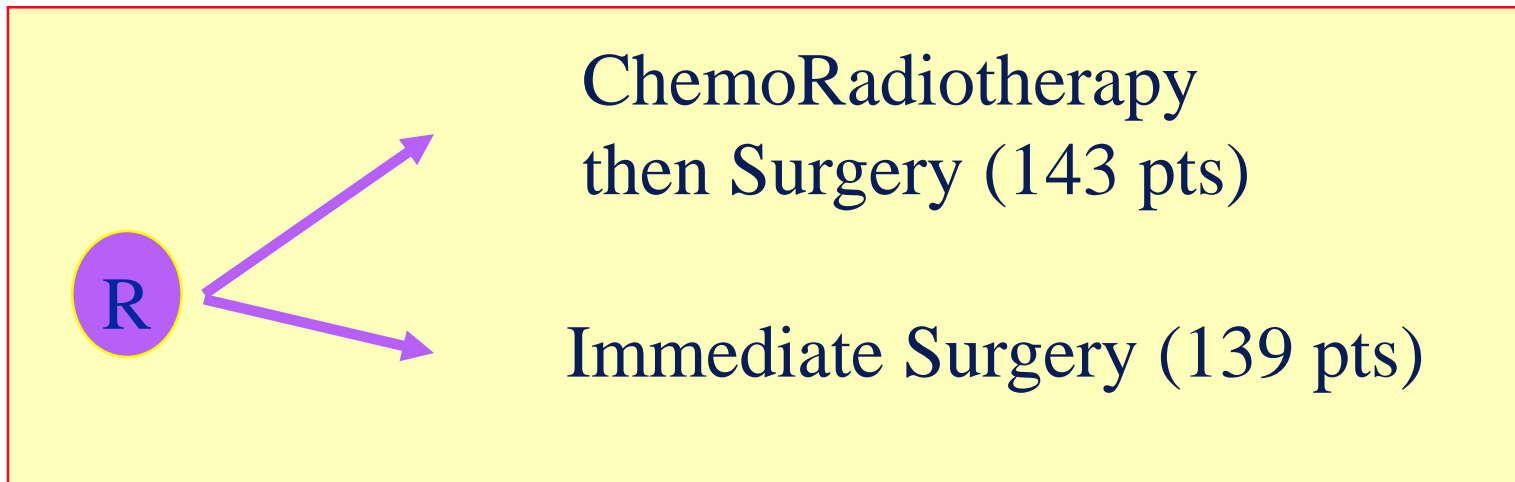 ChemoRadiotherapy
then Surgery (143 pts)
R
Immediate Surgery (139 pts)